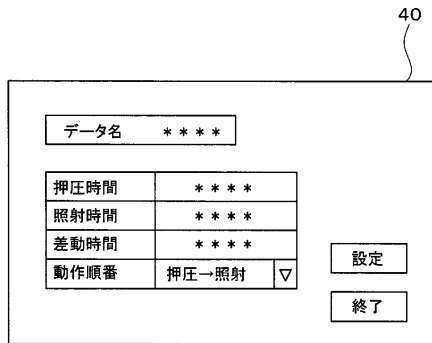 40
データ名 ****
押圧時間 ****
照射時間 ****
差動時間 ****
動作順番 押圧→照射 ▽
設定
終了